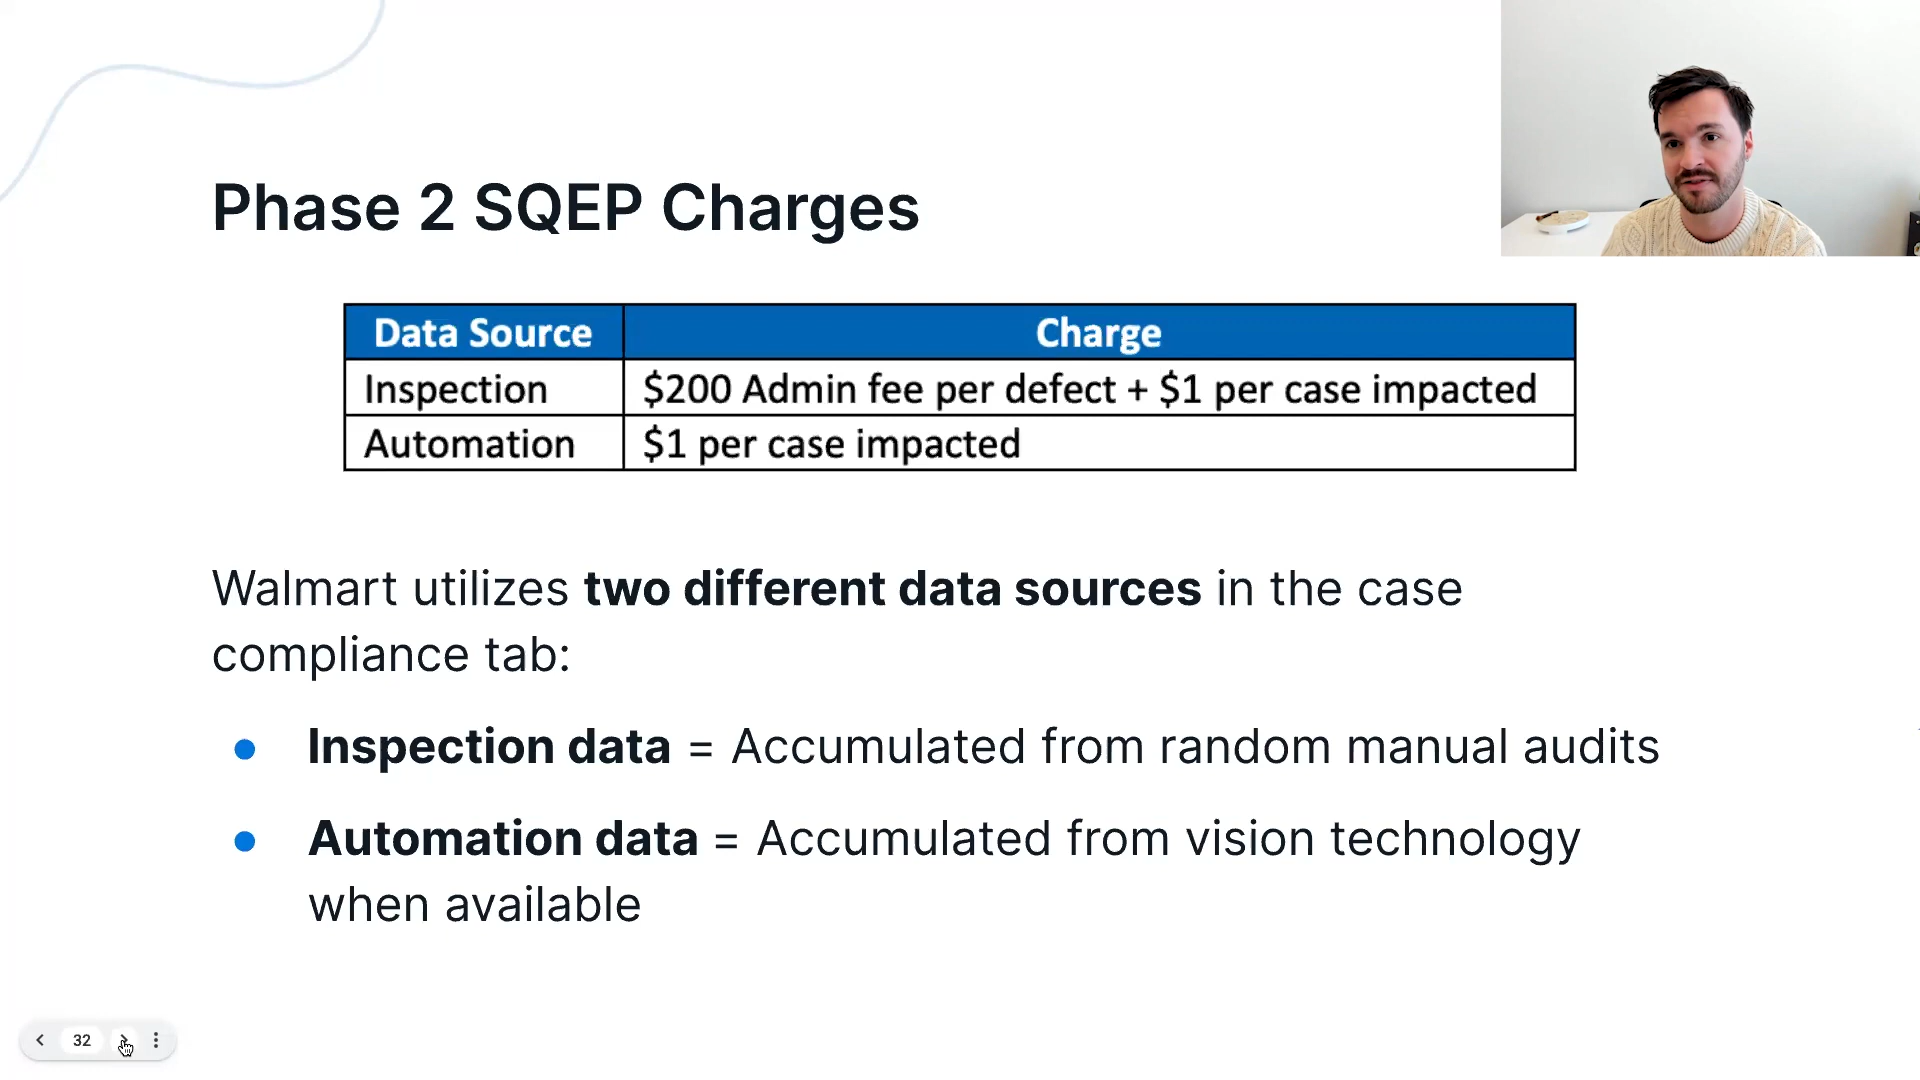 Phase 2 SQEP Charges
Data Source Charge
Inspection $200 Admin fee per defect + $1 per case impacted
Automation $1 per case impacted
Walmart utilizes two different data sources in the case
compliance tab:
● Inspection data = Accumulated from random manual audits
● Automation data = Accumulated from vision technology
when available
32